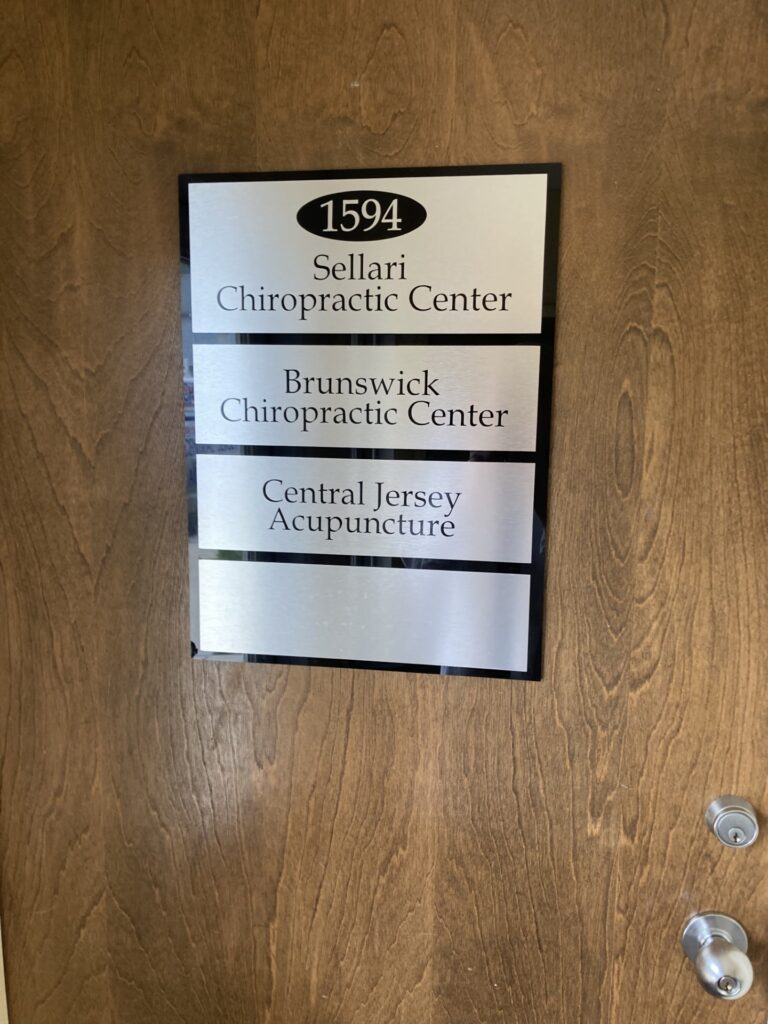 1594
Sellari
Chiropractic Center
Brunswick
Chiropractic Center
Central Jersey
Acupuncture